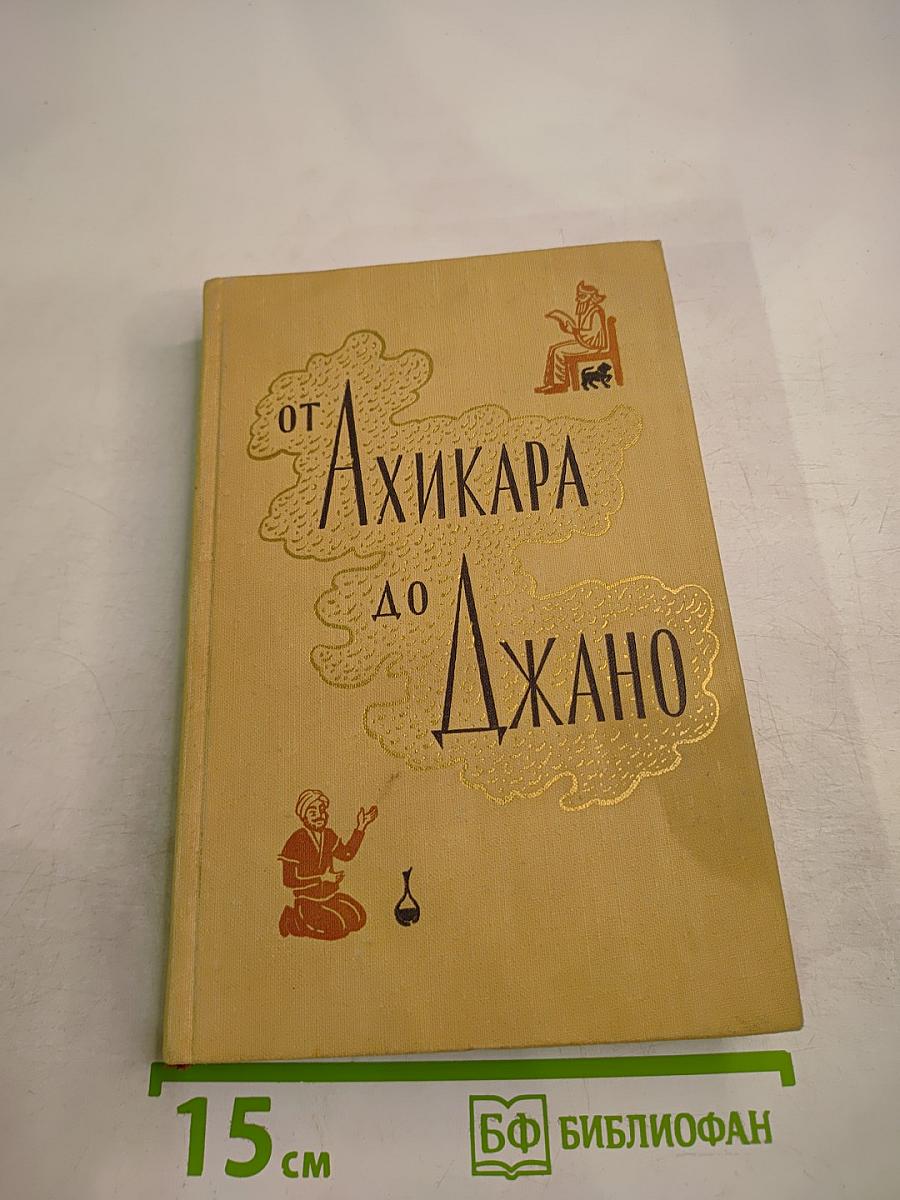 от
Ахикара
до
Джано
15 см
БФ БИБЛИОФАН